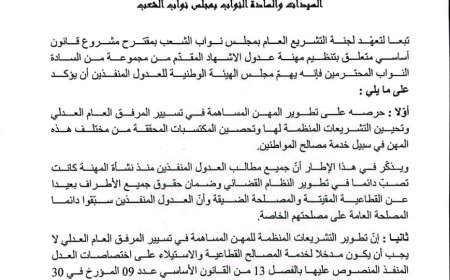 السيدات والسادة النواب بمجلس نواب الشعب
تبعا لتعهّد لجنة التشريع العام بمجلس نواب الشعب بمقترح مشروع قانون
أساسي متعلق بتنظيم مهنة عدول الاشهاد المقدّم من مجموعة من السادة
النواب المحترمين فإنه يهمّ مجلس الهيئة الوطنية للعدول المنفذين أن يؤكد
على ما يلي :
أوّلا : حرصه على تطوير المهن المساهمة في تسيير المرفق العام العدلي
وتحيين التشريعات المنظمة لها وتحصين المكتسبات المحققة من مختلف هذه
المهن في سبيل خدمة مصالح المواطنين.
ويذكّر في هذا الإطار أنّ جميع مطالب العدول المنفذين منذ نشأة المهنة كانت
تصبّ دائما في تطوير النظام القضائي وضمان حقوق جميع الأطراف بعيدا
عن القطاعية المقيتة والمصلحة الضيقة وأنّ العدول المنفذين سبّقوا دائما
المصلحة العامة على مصلحتهم الخاصة.
ثانيا : إنّ تطوير التشريعات المنظمة للمهن المساهمة في تسيير المرفق العام العدلي لا
يجب أن يكون مدخلا لخدمة المصالح القطاعية والاستيلاء على اختصاصات العدل
المنفذ المنصوص عليها بالفصل 13 من القانون الأساسي عدد 09 المؤرخ في 30